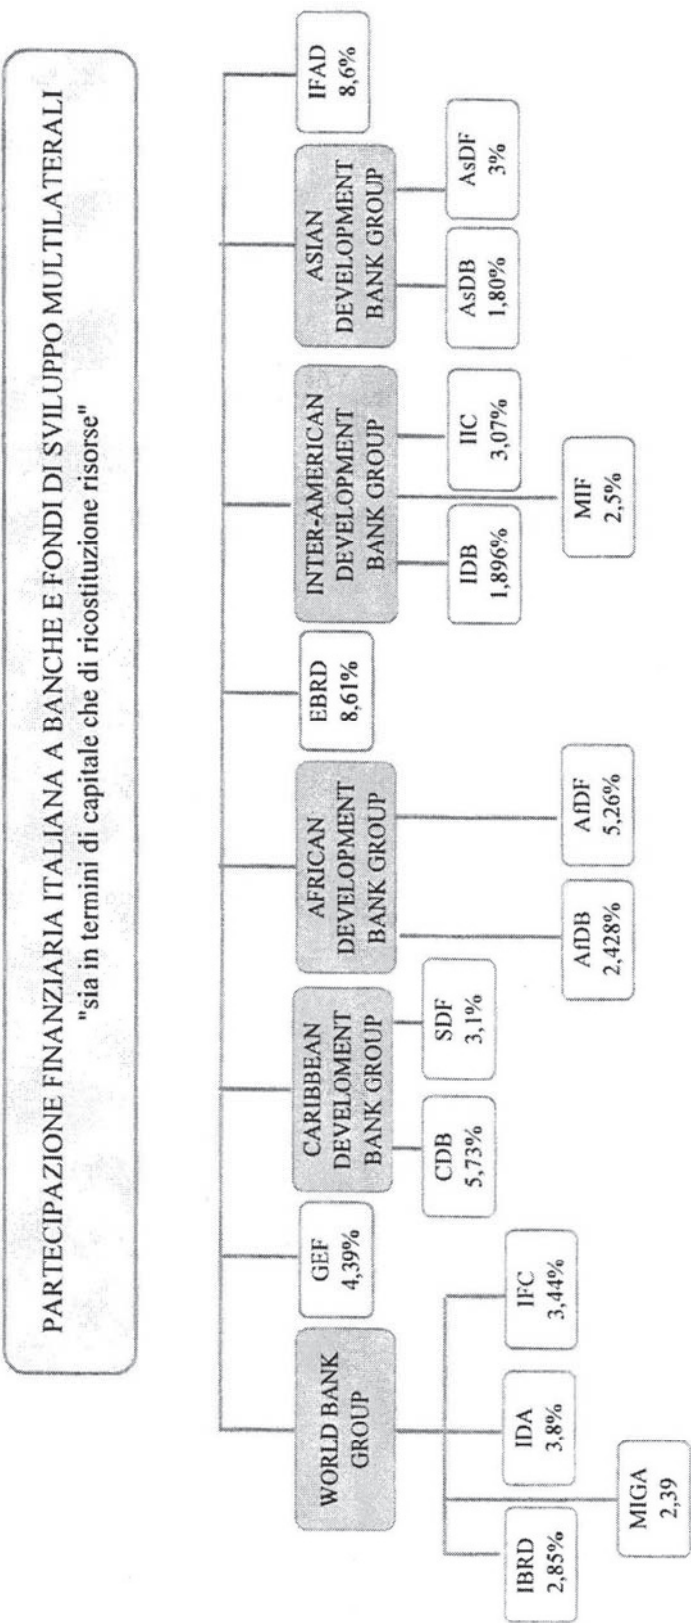 PARTECIPAZIONE FINANZIARIA ITALIANA A BANCHE E FONDI DI SVILUPPO MULTILATERALI
"sia in termini di capitale che di ricostituzione risorse"
WORLD BANK
GROUP
IBRD
2,85%
MIGA
2,39
IDA
3,8%
IFC
3,44%
GEF
4,39%
CARIBBEAN
DEVELOMENT
BANK GROUP
CDB
5,73%
SDF
3,1%
AFRICAN
DEVELOPMENT
BANK GROUP
AfDB
2,428%
AfDF
5,26%
EBRD
8,61%
INTER-AMERICAN
DEVELOPMENT
BANK GROUP
IDB
1,896%
MIF
2,5%
IIC
3,07%
ASIAN
DEVELOPMENT
BANK GROUP
AsDB
1,80%
AsDF
3%
IFAD
8,6%